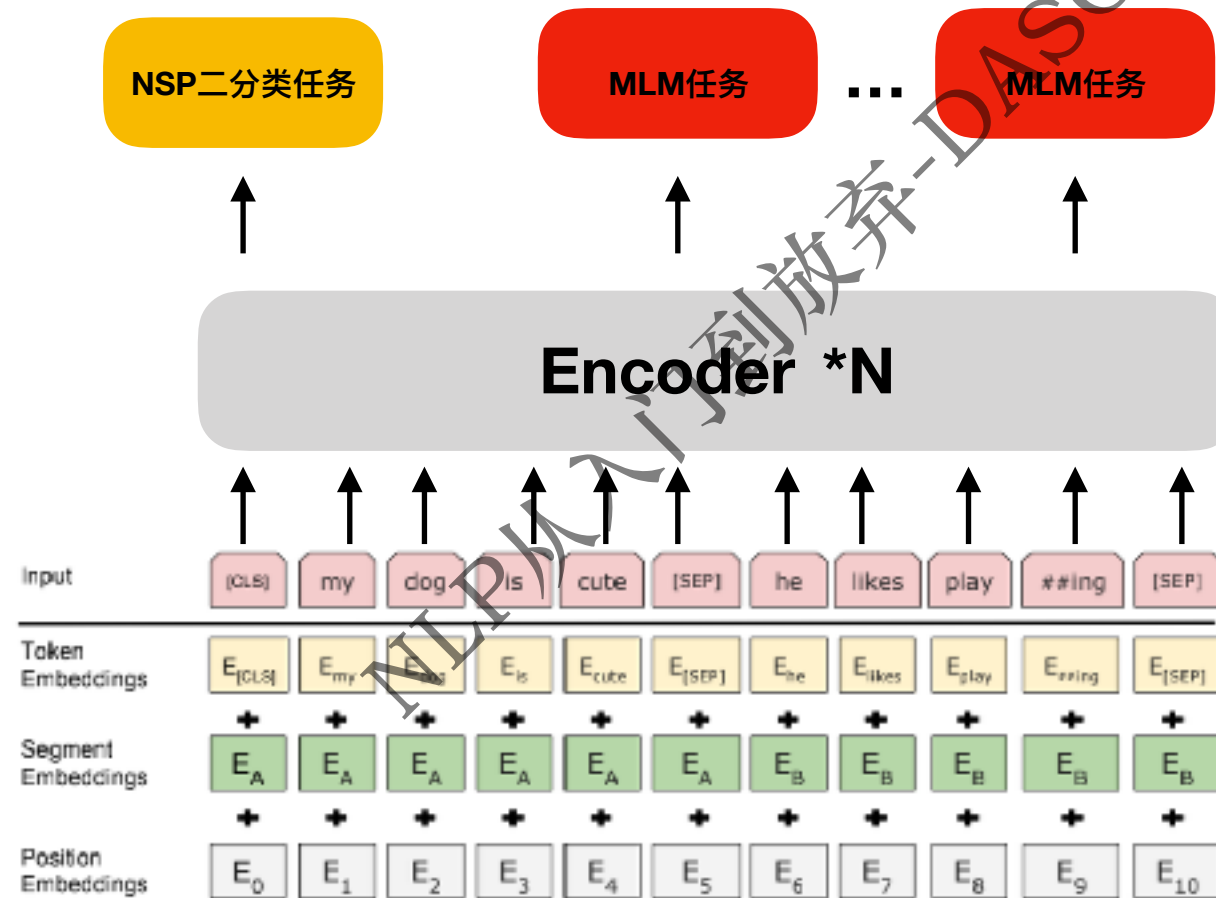 NSP二分类任务 MLM任务 ... MLM任务
Encoder *N
Input [CLS] my dog is cute [SEP] he likes play ##ing [SEP]
Token
Embeddings
E[CLS] Emy Edog Eis Ecute E[SEP] Ehe Elikes Eplay E##ing E[SEP]
+ + + + + + + + + + +
Segment
Embeddings
EA EA EA EA EA EA EB EB EB EB EB
+ + + + + + + + + + +
Position
Embeddings
E0 E1 E2 E3 E4 E5 E6 E7 E8 E9 E10
NLP从入门到放弃-DASO